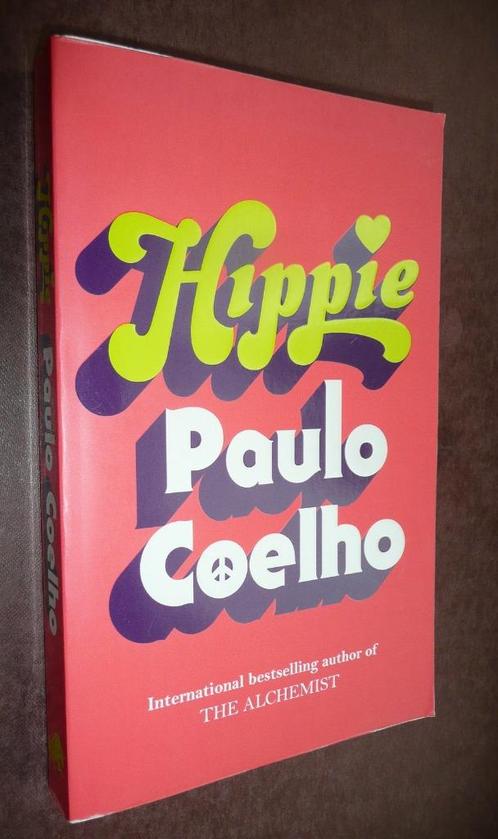 Hippie
Paulo
Coelho
International bestselling author of
THE ALCHEMIST
Hippie Paulo Coelho